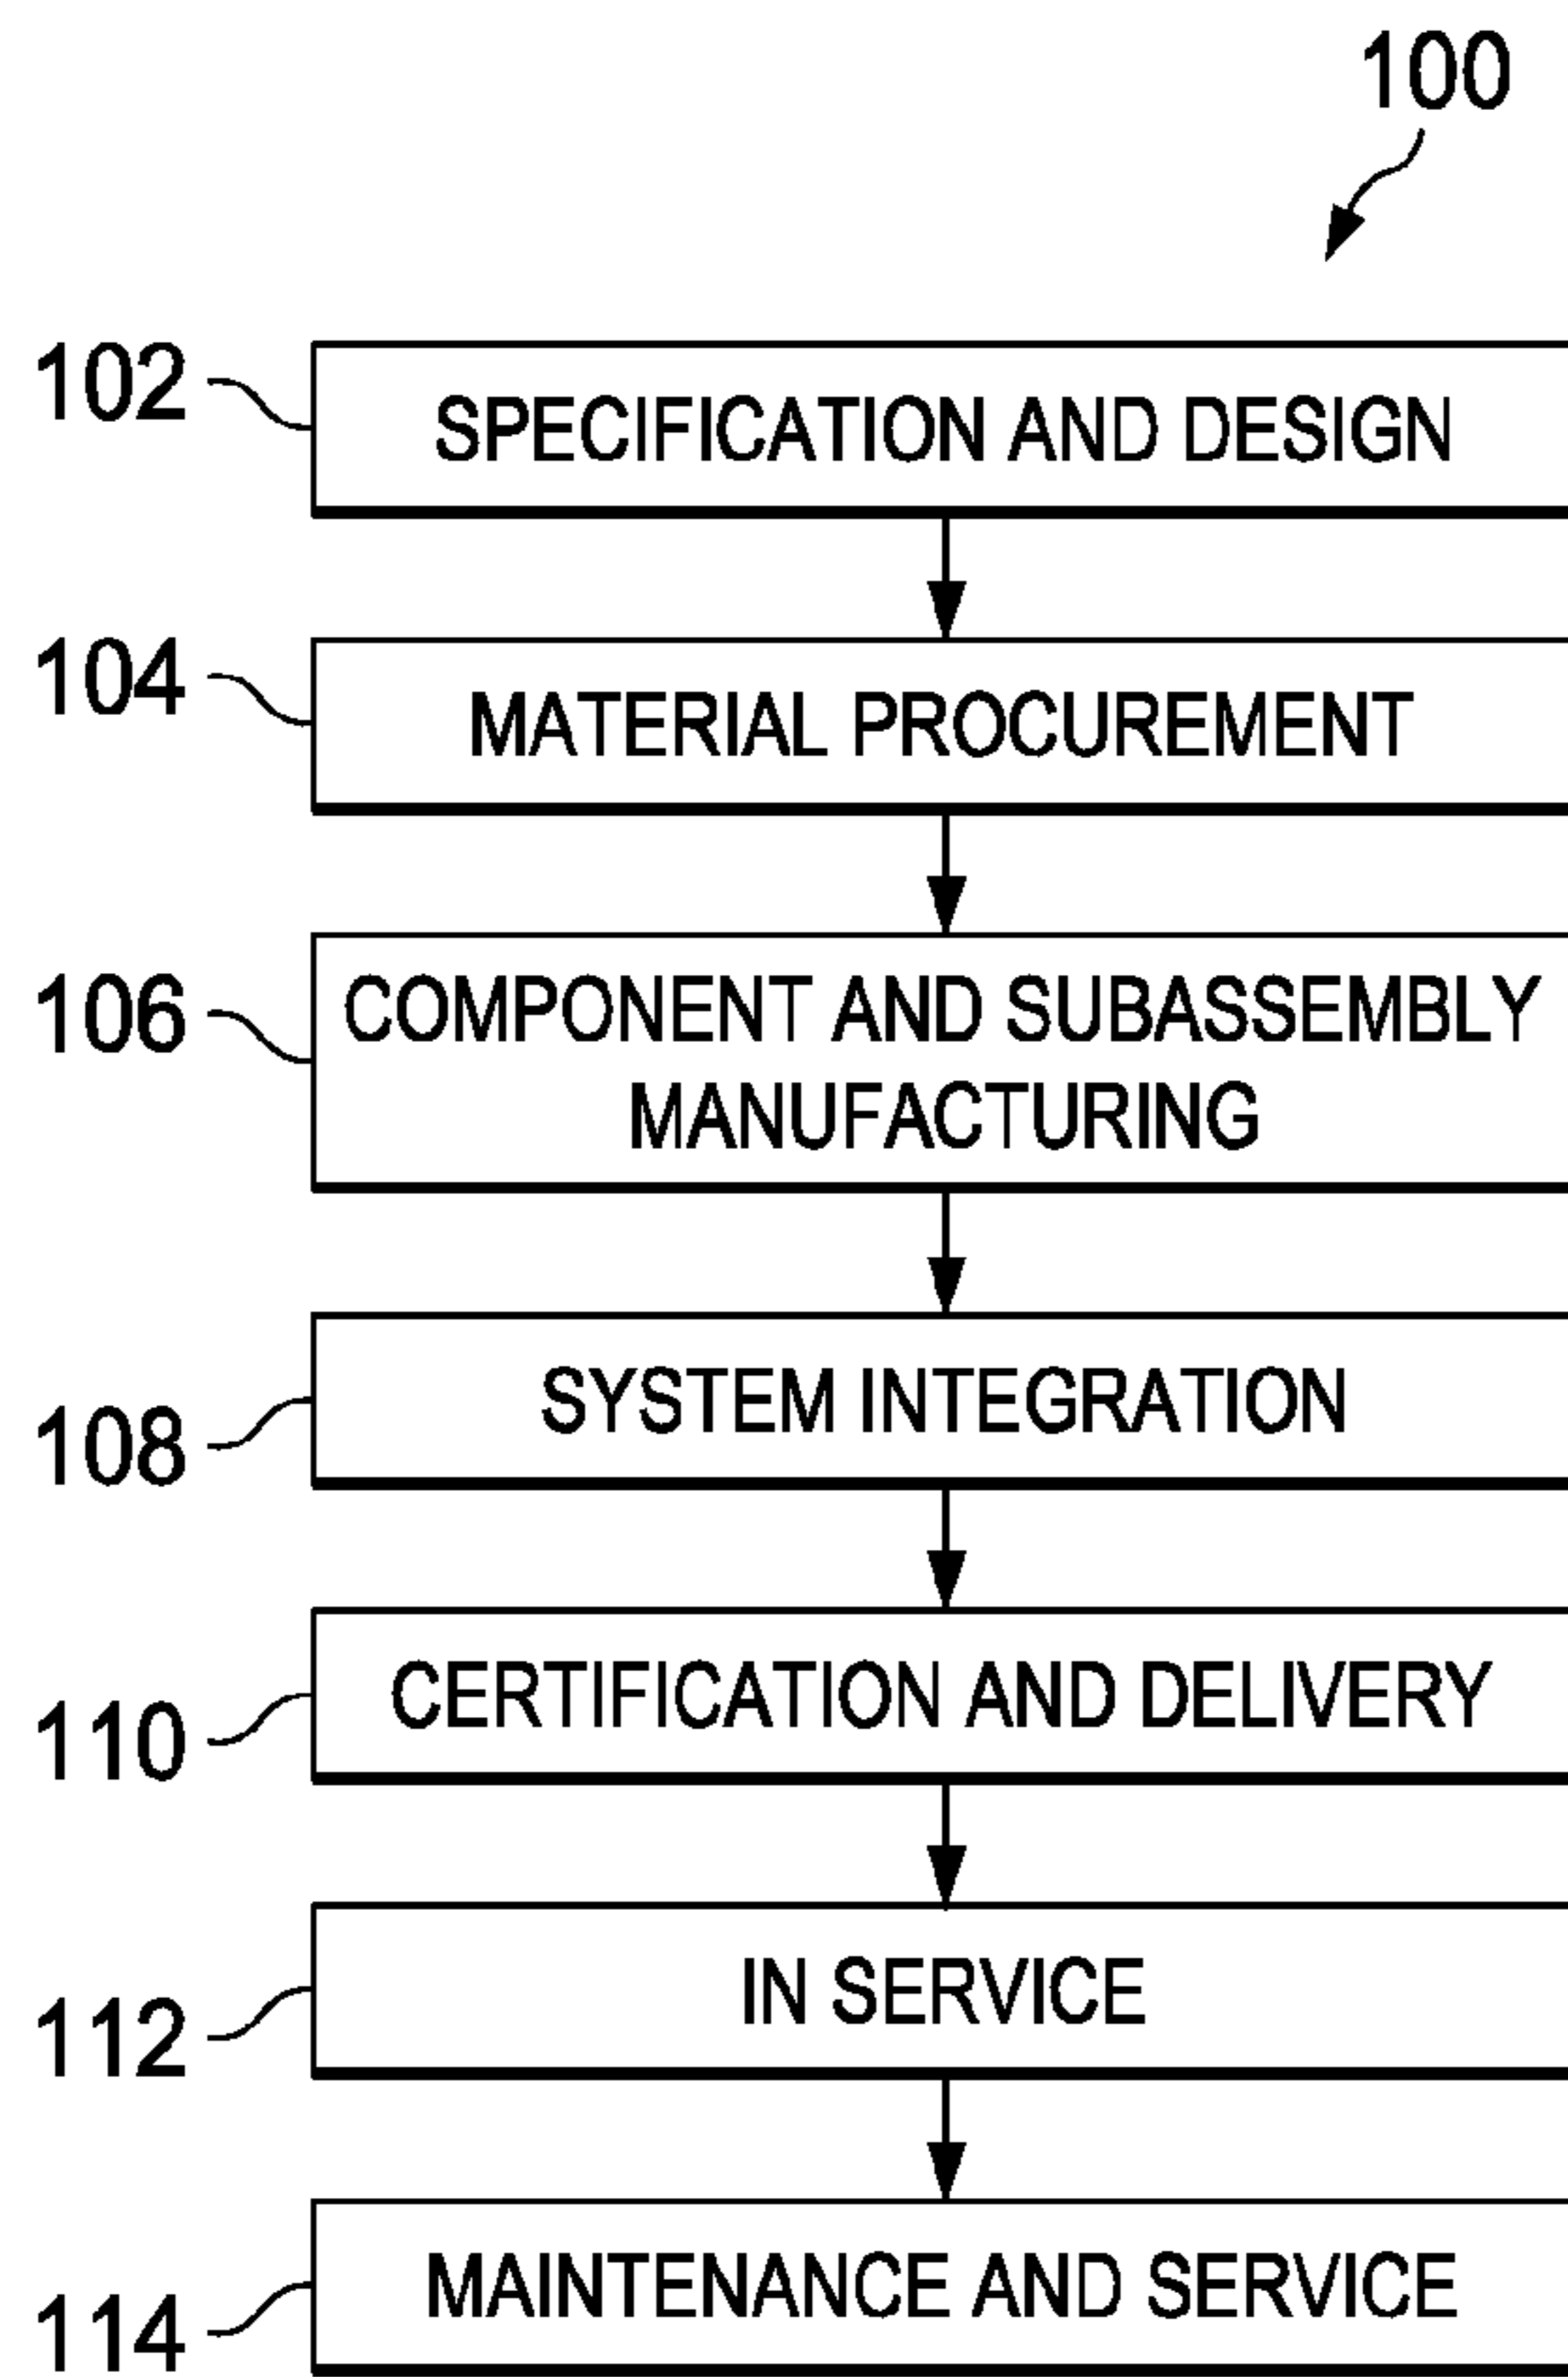 100
102
SPECIFICATION AND DESIGN
104
MATERIAL PROCUREMENT
106
COMPONENT AND SUBASSEMBLY
MANUFACTURING
108
SYSTEM INTEGRATION
110
CERTIFICATION AND DELIVERY
112
IN SERVICE
114
MAINTENANCE AND SERVICE